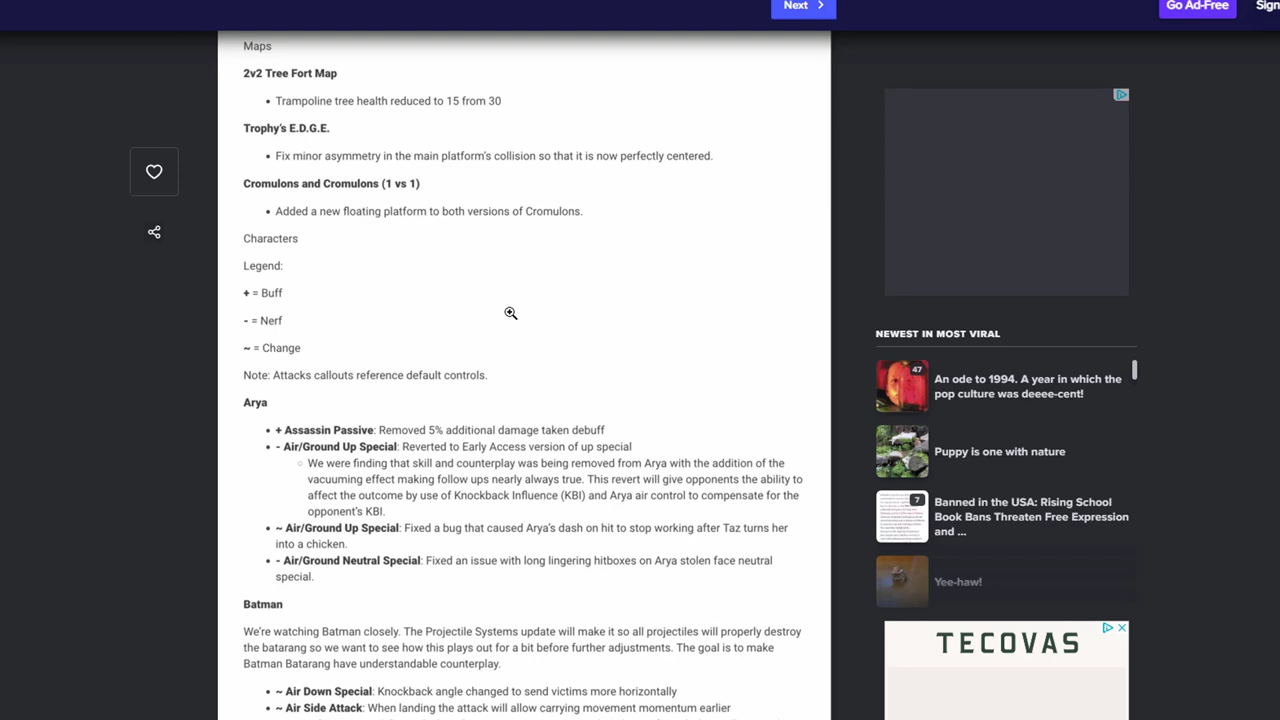 Next
Go Ad-Free
Sign
Maps
2v2 Tree Fort Map
• Trampoline tree health reduced to 15 from 30
Trophy's E.D.G.E.
• Fix minor asymmetry in the main platform's collision so that it is now perfectly centered.
Cromulons and Cromulons (1 vs 1)
• Added a new floating platform to both versions of Cromulons.
Characters
Legend:
+ = Buff
- = Nerf
~ = Change
Note: Attacks callouts reference default controls.
Arya
• + Assassin Passive: Removed 5% additional damage taken debuff
• - Air/Ground Up Special: Reverted to Early Access version of up special
○ We were finding that skill and counterplay was being removed from Arya with the addition of the
vacuuming effect making follow ups nearly always true. This revert will give opponents the ability to
affect the outcome by use of Knockback Influence (KBI) and Arya air control to compensate for the
opponent's KBI.
• ~ Air/Ground Up Special: Fixed a bug that caused Arya's dash on hit to stop working after Taz turns her
into a chicken.
• - Air/Ground Neutral Special: Fixed an issue with long lingering hitboxes on Arya stolen face neutral
special.
Batman
We're watching Batman closely. The Projectile Systems update will make it so all projectiles will properly destroy
the batarang so we want to see how this plays out for a bit before further adjustments. The goal is to make
Batman Batarang have understandable counterplay.
• ~ Air Down Special: Knockback angle changed to send victims more horizontally
• ~ Air Side Attack: When landing the attack will allow carrying movement momentum earlier
NEWEST IN MOST VIRAL
47
An ode to 1994. A year in which the
pop culture was deeee-cent!
Puppy is one with nature
7
Banned in the USA: Rising School
Book Bans Threaten Free Expression
and ...
Yee-haw!
TECOVAS